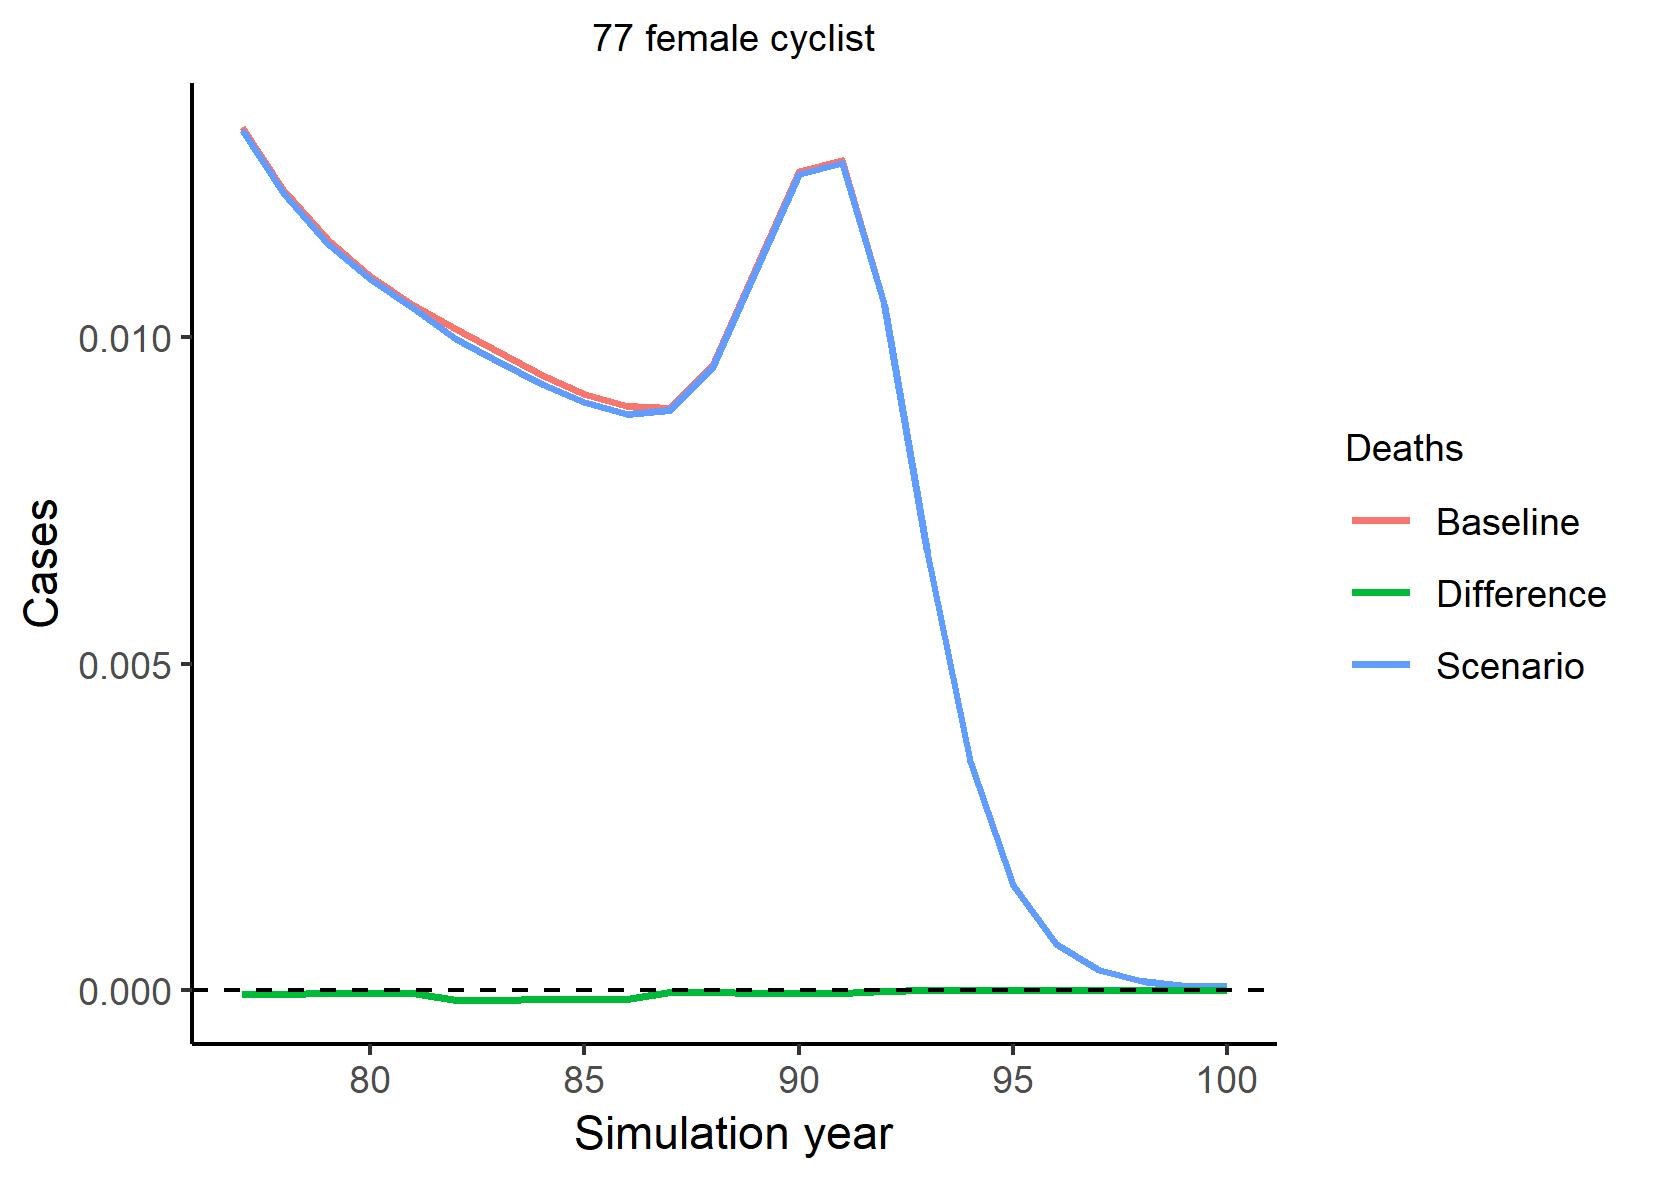 77 female cyclist
Cases
0.010
0.005
0.000
80 85 90 95 100
Simulation year
Deaths
Baseline
Difference
Scenario